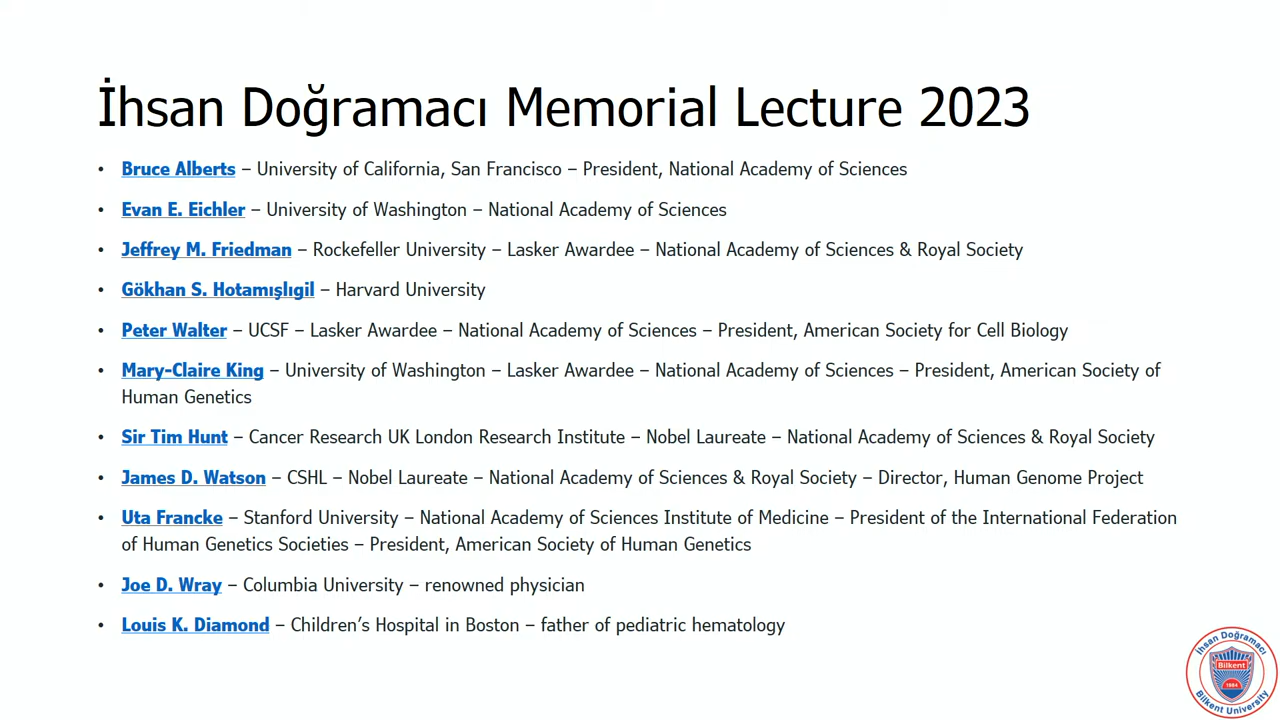 İhsan Doğramacı Memorial Lecture 2023
• Bruce Alberts – University of California, San Francisco – President, National Academy of Sciences
• Evan E. Eichler – University of Washington – National Academy of Sciences
• Jeffrey M. Friedman – Rockefeller University – Lasker Awardee – National Academy of Sciences & Royal Society
• Gökhan S. Hotamışlıgil – Harvard University
• Peter Walter – UCSF – Lasker Awardee – National Academy of Sciences – President, American Society for Cell Biology
• Mary-Claire King – University of Washington – Lasker Awardee – National Academy of Sciences – President, American Society of
Human Genetics
• Sir Tim Hunt – Cancer Research UK London Research Institute – Nobel Laureate – National Academy of Sciences & Royal Society
• James D. Watson – CSHL – Nobel Laureate – National Academy of Sciences & Royal Society – Director, Human Genome Project
• Uta Francke – Stanford University – National Academy of Sciences Institute of Medicine – President of the International Federation
of Human Genetics Societies – President, American Society of Human Genetics
• Joe D. Wray – Columbia University – renowned physician
• Louis K. Diamond – Children’s Hospital in Boston – father of pediatric hematology
İhsan Doğramacı
Bilkent
1984
Bilkent University